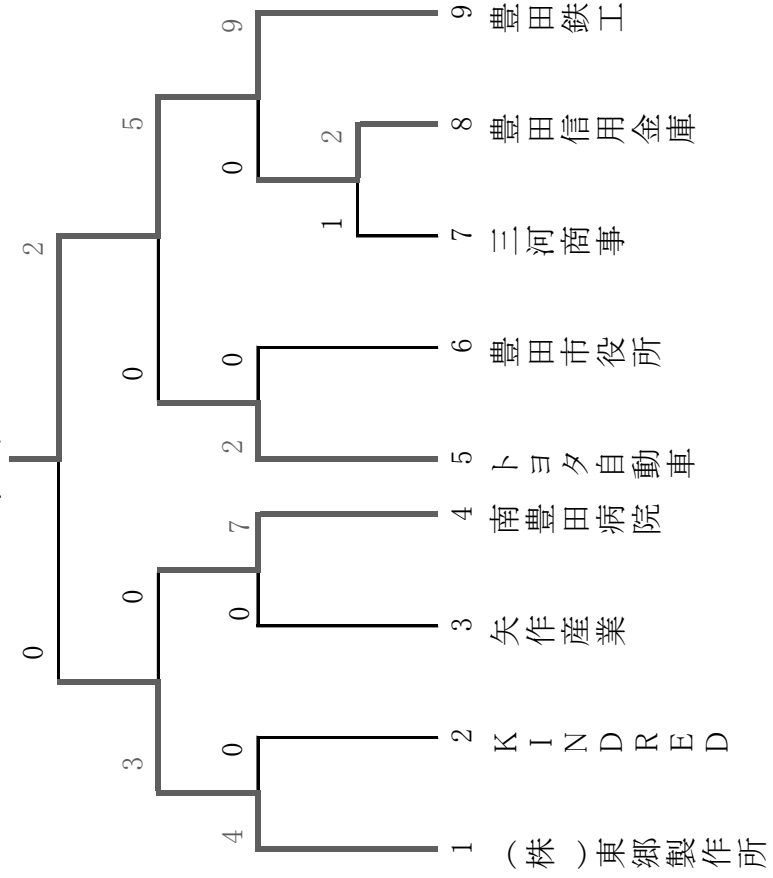 0 2
3 0 0 5
4 0 0 7 2 0 0 9
1 2
1 2 3 4 5 6 7 8 9
（株）東郷製作所
KINDRED
矢作産業
南豊田病院
トヨタ自動車
豊田市役所
三河商事
豊田信用金庫
豊田鉄工